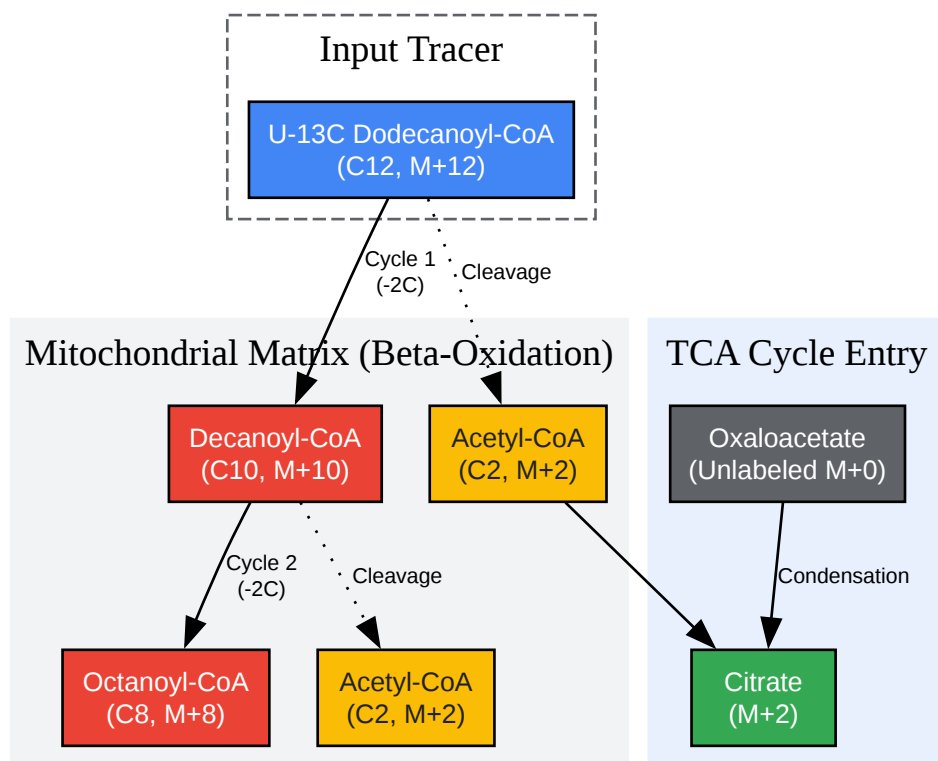 Input Tracer
U-13C Dodecanoyl-CoA
(C12, M+12)
Cycle 1
(-2C)
Cleavage
Mitochondrial Matrix (Beta-Oxidation)
TCA Cycle Entry
Decanoyl-CoA
(C10, M+10)
Acetyl-CoA
(C2, M+2)
Oxaloacetate
(Unlabeled M+0)
Cycle 2
(-2C)
Cleavage
Condensation
Octanoyl-CoA
(C8, M+8)
Acetyl-CoA
(C2, M+2)
Citrate
(M+2)